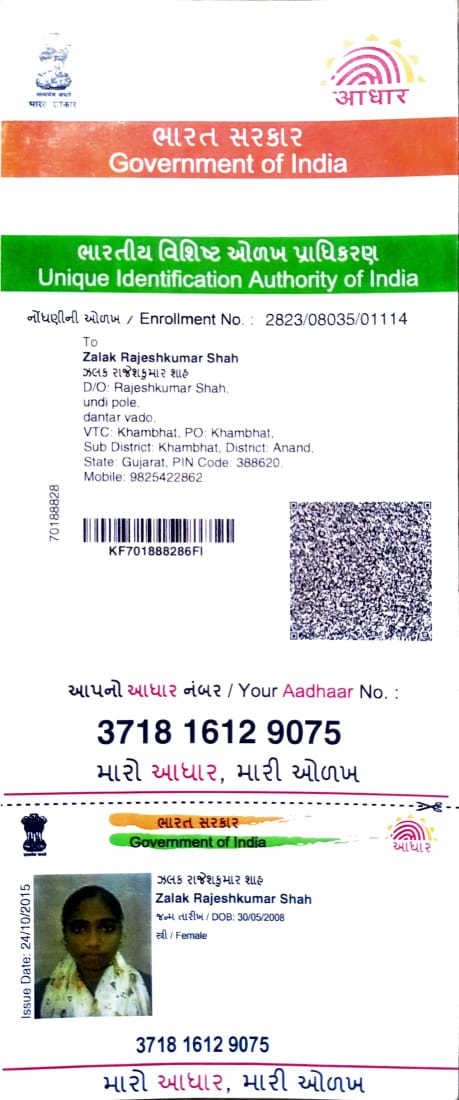 सत्यमेव जयते
भारत सरकार
आधार
ભારત સરકાર
Government of India
ભારતીય વિશિષ્ટ ઓળખ પ્રાધિકરણ
Unique Identification Authority of India
નોંધણીની ઓળખ / Enrollment No. : 2823/08035/01114
To
Zalak Rajeshkumar Shah
ઝલક રાજેશકુમાર શાહ
D/O: Rajeshkumar Shah,
undi pole,
dantar vado,
VTC: Khambhat, PO: Khambhat,
Sub District: Khambhat, District: Anand,
State: Gujarat, PIN Code: 388620,
Mobile: 9825422862
70188828
KF701888286FI
આપનો આધાર નંબર / Your Aadhaar No. :
3718 1612 9075
મારો આધાર, મારી ઓળખ
ભારત સરકાર
Government of India
આધાર
Issue Date: 24/10/2015
ઝલક રાજેશકુમાર શાહ
Zalak Rajeshkumar Shah
જન્મ તારીખ / DOB: 30/05/2008
સ્ત્રી / Female
3718 1612 9075
મારો આધાર, મારી ઓળખ